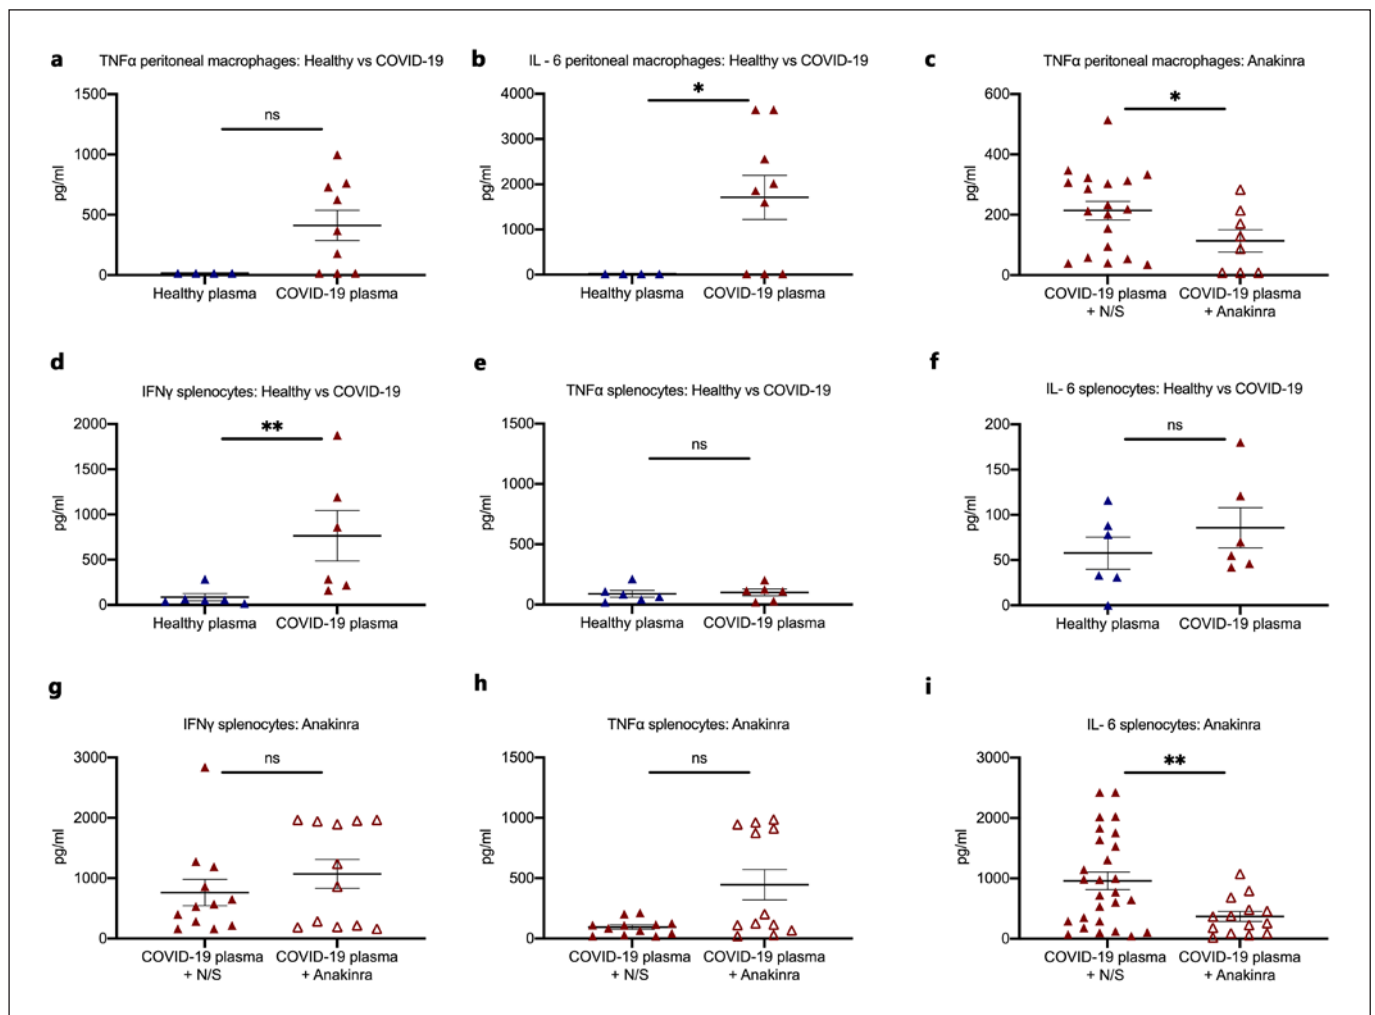 a
TNFα peritoneal macrophages: Healthy vs COVID-19
1500
1000
500
0
pg/ml
ns
Healthy plasma
COVID-19 plasma
b
IL - 6 peritoneal macrophages: Healthy vs COVID-19
4000
3000
2000
1000
0
pg/ml
*
Healthy plasma
COVID-19 plasma
c
TNFα peritoneal macrophages: Anakinra
600
400
200
0
pg/ml
*
COVID-19 plasma
+ N/S
COVID-19 plasma
+ Anakinra
d
IFNγ splenocytes: Healthy vs COVID-19
2000
1500
1000
500
0
pg/ml
**
Healthy plasma
COVID-19 plasma
e
TNFα splenocytes: Healthy vs COVID-19
1500
1000
500
0
pg/ml
ns
Healthy plasma
COVID-19 plasma
f
IL- 6 splenocytes: Healthy vs COVID-19
200
150
100
50
0
pg/ml
ns
Healthy plasma
COVID-19 plasma
g
IFNγ splenocytes: Anakinra
3000
2000
1000
0
pg/ml
ns
COVID-19 plasma
+ N/S
COVID-19 plasma
+ Anakinra
h
TNFα splenocytes: Anakinra
1500
1000
500
0
pg/ml
ns
COVID-19 plasma
+ N/S
COVID-19 plasma
+ Anakinra
i
IL- 6 splenocytes: Anakinra
3000
2000
1000
0
pg/ml
**
COVID-19 plasma
+ N/S
COVID-19 plasma
+ Anakinra